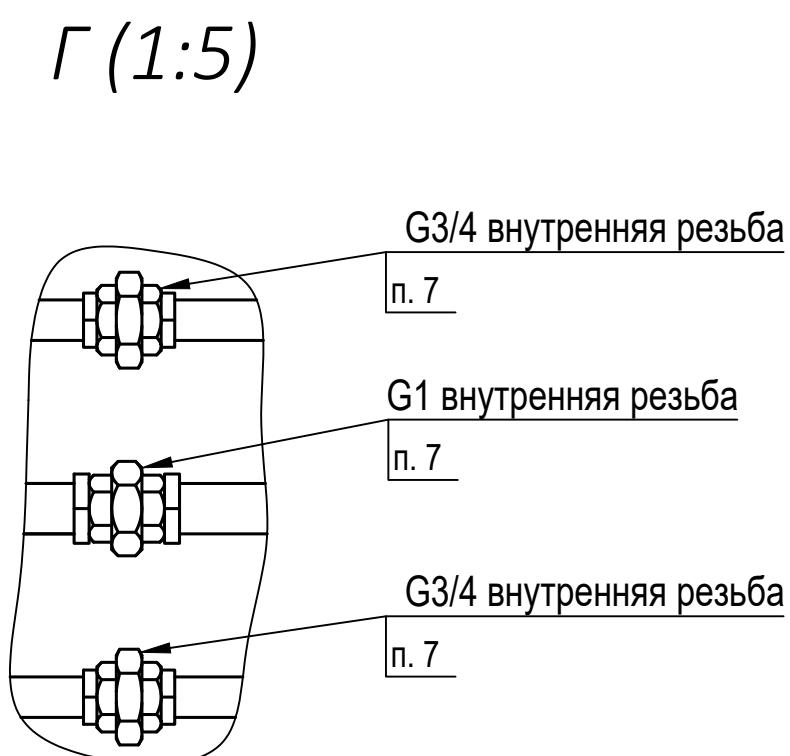 Г (1:5)
G3/4 внутренняя резьба
п. 7
G1 внутренняя резьба
п. 7
G3/4 внутренняя резьба
п. 7